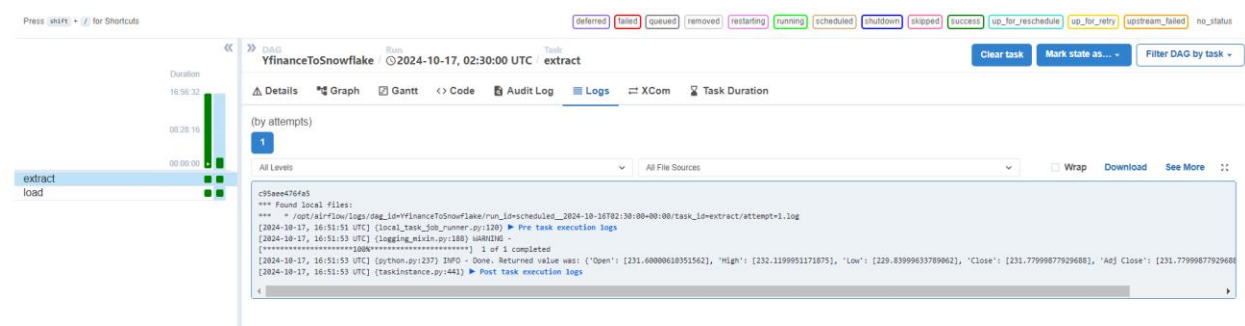 Press shift + / for Shortcuts
deferred failed queued removed restarting running scheduled shutdown skipped success up_for_reschedule up_for_retry upstream_failed no_status
DAG Run Task
YfinanceToSnowflake / 2024-10-17, 02:30:00 UTC / extract
Clear task Mark state as... Filter DAG by task
Duration
16:56:32
08:28:16
00:00:00
extract
load
Details Graph Gantt <> Code Audit Log Logs XCom Task Duration
(by attempts)
1
All Levels All File Sources Wrap Download See More
c95aee476fa5
*** Found local files:
*** * /opt/airflow/logs/dag_id=YfinanceToSnowflake/run_id=scheduled__2024-10-16T02:30:00+00:00/task_id=extract/attempt=1.log
[2024-10-17, 16:51:51 UTC] {local_task_job_runner.py:120} ▶ Pre task execution logs
[2024-10-17, 16:51:53 UTC] {logging_mixin.py:188} WARNING -
[*********************100%***********************] 1 of 1 completed
[2024-10-17, 16:51:53 UTC] {python.py:237} INFO - Done. Returned value was: {'Open': [231.60000610351562], 'High': [232.1199951171875], 'Low': [229.83999633789062], 'Close': [231.77999877929688], 'Adj Close': [231.77999877929688
[2024-10-17, 16:51:53 UTC] {taskinstance.py:441} ▶ Post task execution logs